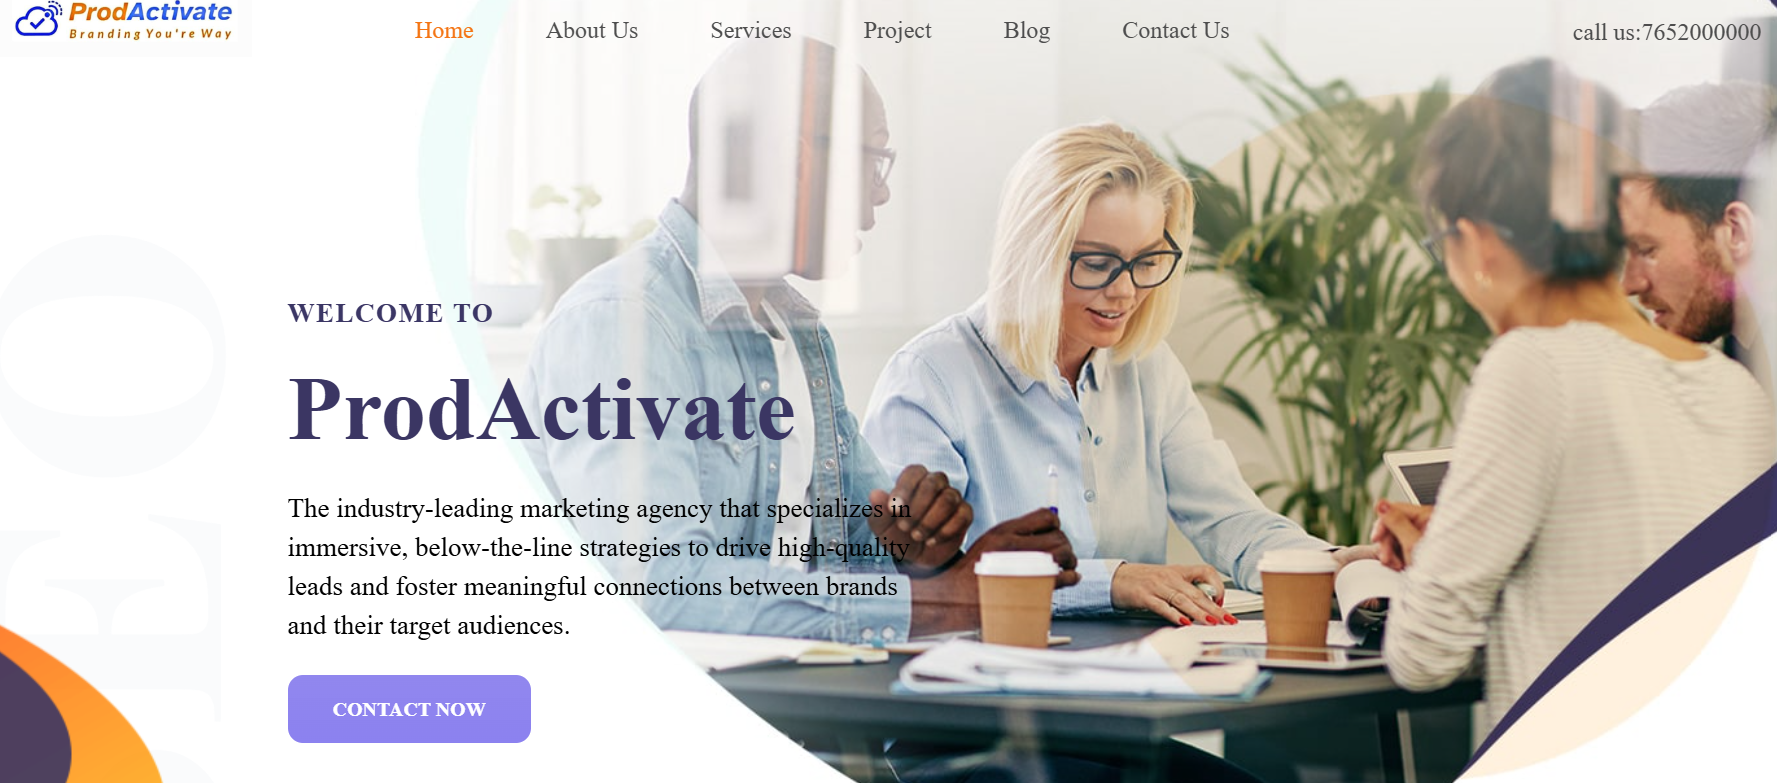 ProdActivate
Branding You're Way
Home About Us Services Project Blog Contact Us
call us:7652000000
WELCOME TO
ProdActivate
The industry-leading marketing agency that specializes in
immersive, below-the-line strategies to drive high-quality
leads and foster meaningful connections between brands
and their target audiences.
CONTACT NOW